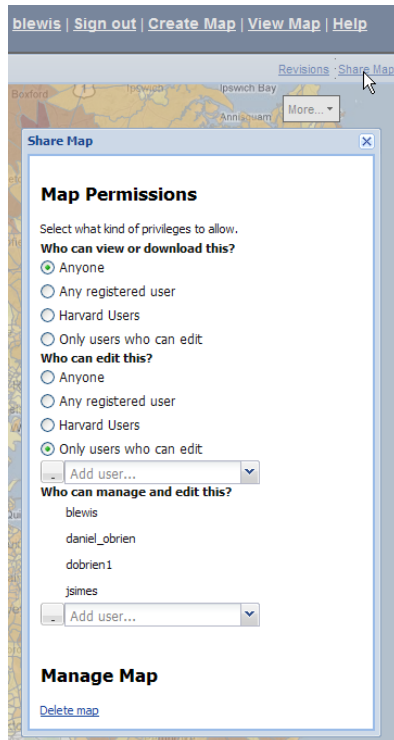 blewis | Sign out | Create Map | View Map | Help
Revisions Share Map
Boxford Ipswich Ipswich Bay
Annisquam More...
Share Map
Map Permissions
Select what kind of privileges to allow.
Who can view or download this?
Anyone
Any registered user
Harvard Users
Only users who can edit
Who can edit this?
Anyone
Any registered user
Harvard Users
Only users who can edit
Add user...
Who can manage and edit this?
blewis
daniel_obrien
dobrien1
jsimes
Add user...
Manage Map
Delete map